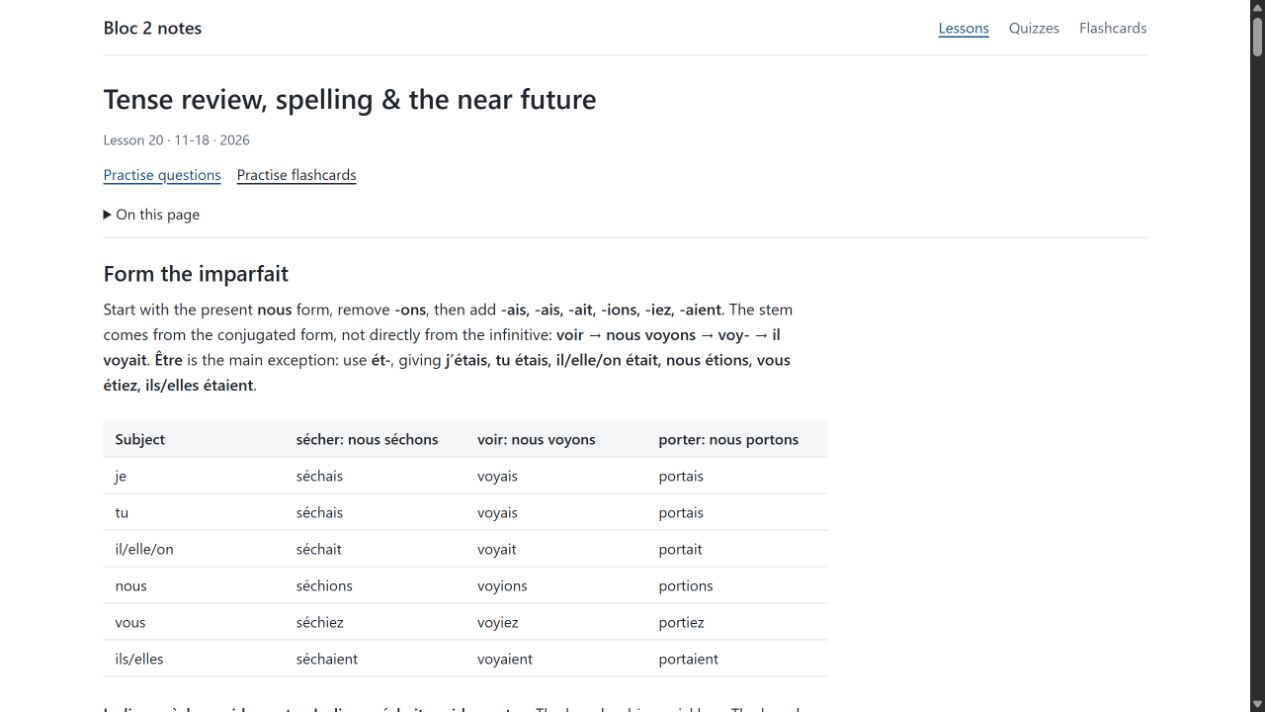 Bloc 2 notes
Lessons Quizzes Flashcards
Tense review, spelling & the near future
Lesson 20 · 11-18 · 2026
Practise questions Practise flashcards
On this page
Form the imparfait
Start with the present nous form, remove -ons, then add -ais, -ais, -ait, -ions, -iez, -aient. The stem
comes from the conjugated form, not directly from the infinitive: voir → nous voyons → voy- → il
voyait. Être is the main exception: use ét-, giving j’étais, tu étais, il/elle/on était, nous étions, vous
étiez, ils/elles étaient.
Subject sécher: nous séchons voir: nous voyons porter: nous portons
je séchais voyais portais
tu séchais voyais portais
il/elle/on séchait voyait portait
nous séchions voyions portions
vous séchiez voyiez portiez
ils/elles séchaient voyaient portaient